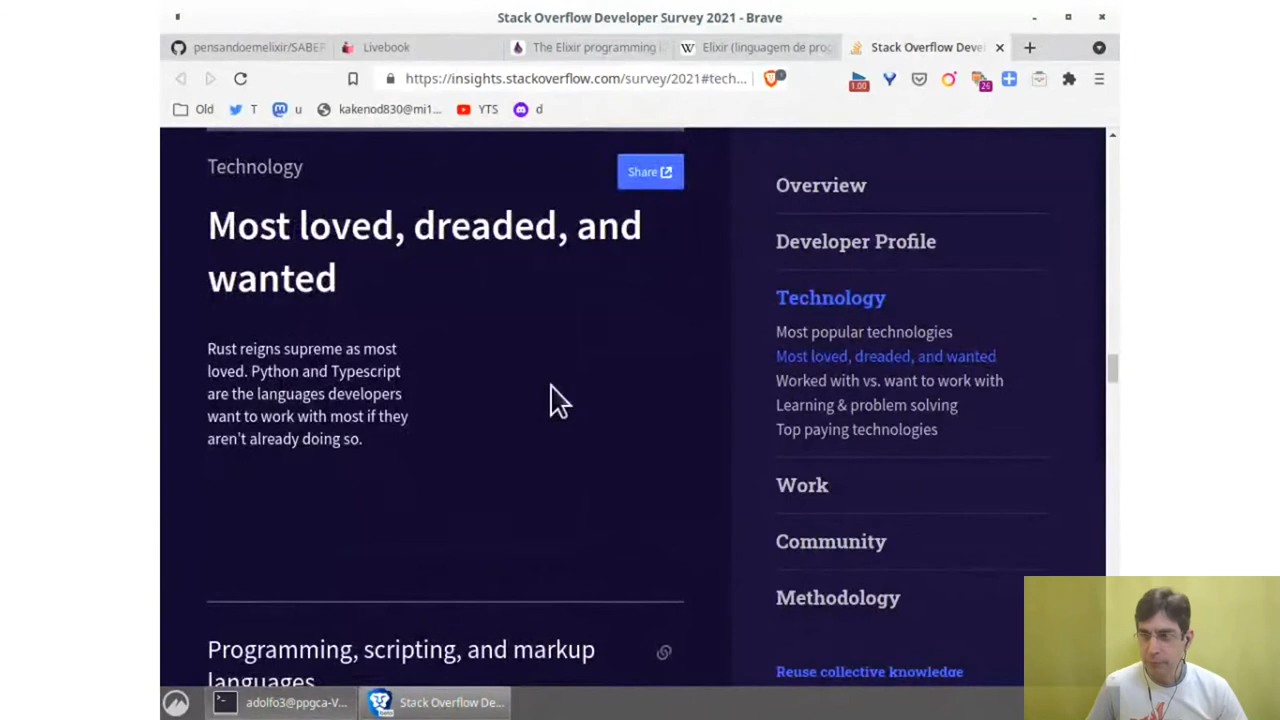 Stack Overflow Developer Survey 2021 - Brave
pensandoemelixir/SABER
Livebook
The Elixir programming l
Elixir (linguagem de prog
Stack Overflow Deve
https://insights.stackoverflow.com/survey/2021#tech...
1.00
26
Old
T
u
kakenod830@mi1...
YTS
d
Technology
Share
Most loved, dreaded, and
wanted
Rust reigns supreme as most
loved. Python and Typescript
are the languages developers
want to work with most if they
aren't already doing so.
Programming, scripting, and markup
languages
Overview
Developer Profile
Technology
Most popular technologies
Most loved, dreaded, and wanted
Worked with vs. want to work with
Learning & problem solving
Top paying technologies
Work
Community
Methodology
Reuse collective knowledge
adolfo3@ppgca-V...
Stack Overflow De...